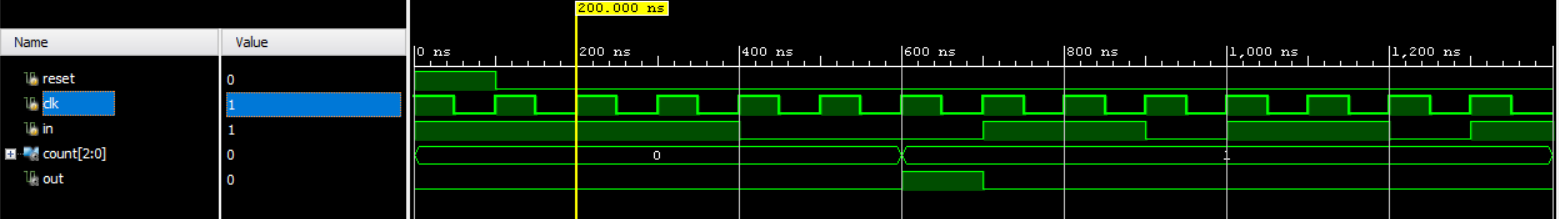 200.000 ns
Name Value
0 ns 200 ns 400 ns 600 ns 800 ns 1,000 ns 1,200 ns
reset 0
clk 1
in 1
count[2:0] 0 0 1
out 0